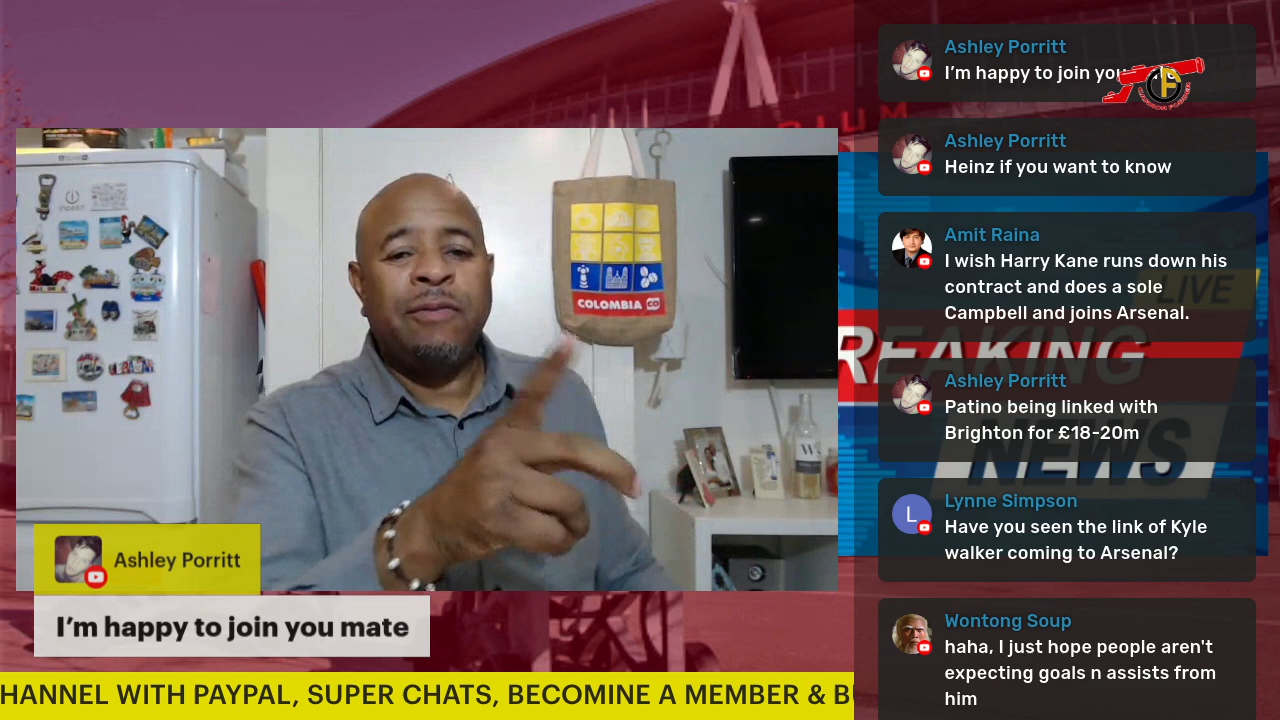 Ashley Porritt
I'm happy to join you
Ashley Porritt
Heinz if you want to know
Amit Raina
I wish Harry Kane runs down his
contract and does a sole
Campbell and joins Arsenal.
LIVE
REAKING
NEWS
Ashley Porritt
Patino being linked with
Brighton for £18-20m
L
Lynne Simpson
Have you seen the link of Kyle
walker coming to Arsenal?
Wontong Soup
haha, I just hope people aren't
expecting goals n assists from
him
COLOMBIA CO
Ashley Porritt
I'm happy to join you mate
HANNEL WITH PAYPAL, SUPER CHATS, BECOMINE A MEMBER & B